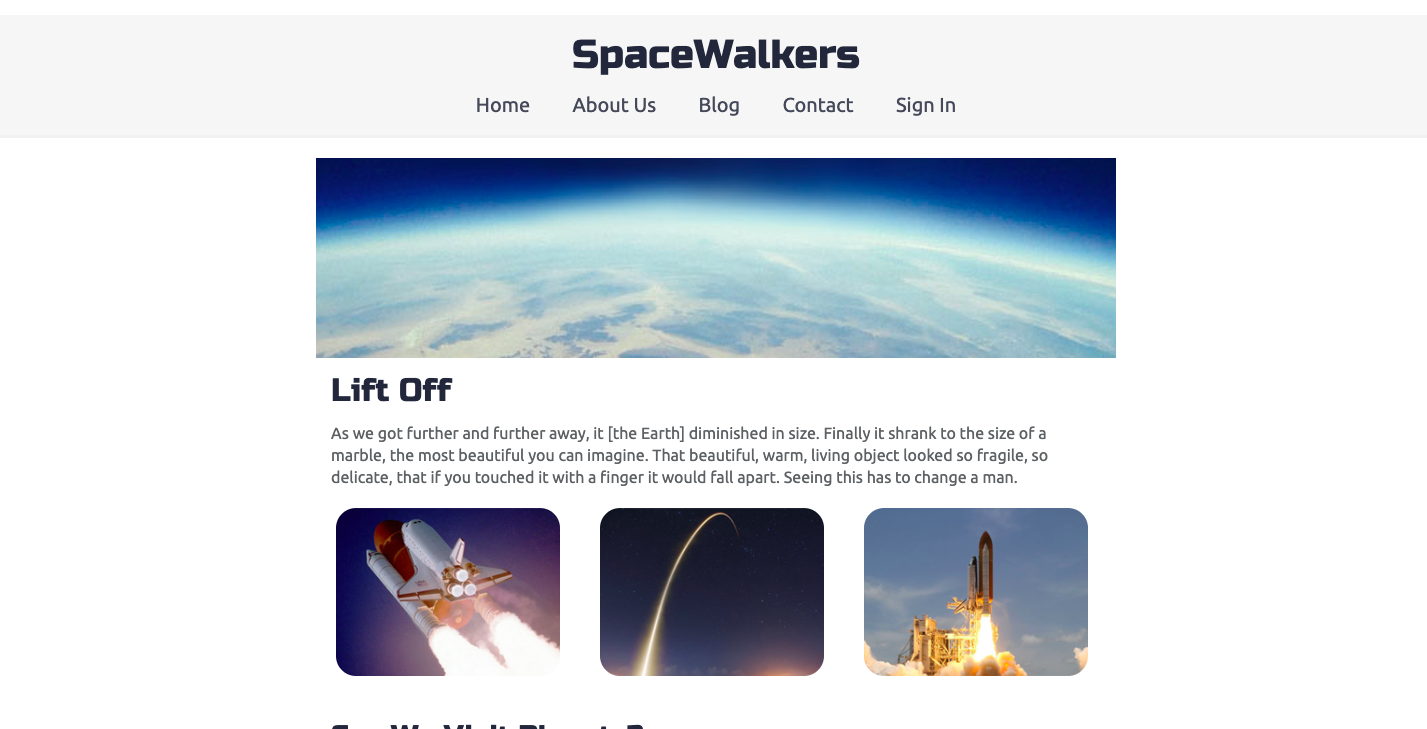 SpaceWalkers
Home About Us Blog Contact Sign In
Lift Off
As we got further and further away, it [the Earth] diminished in size. Finally it shrank to the size of a
marble, the most beautiful you can imagine. That beautiful, warm, living object looked so fragile, so
delicate, that if you touched it with a finger it would fall apart. Seeing this has to change a man.